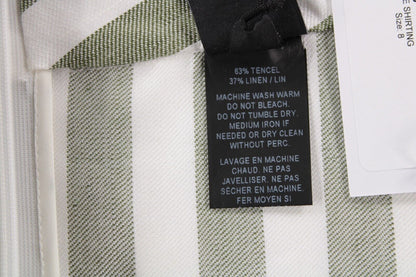 63% TENCEL
37% LINEN / LIN
MACHINE WASH WARM
DO NOT BLEACH.
DO NOT TUMBLE DRY.
MEDIUM IRON IF
NEEDED OR DRY CLEAN
WITHOUT PERC.
LAVAGE EN MACHINE
CHAUDE. NE PAS
JAVELLISER. NE PAS
SÉCHER EN MACHINE.
FER MOYEN SI
E SHIRTING
Size: 8